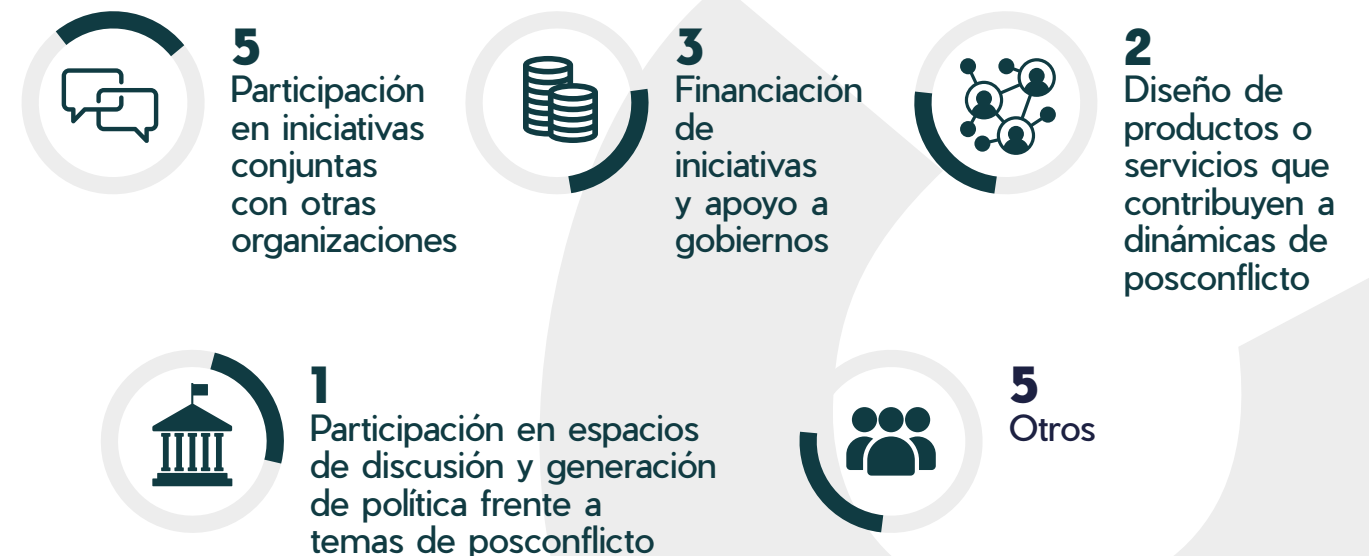 5
Participación
en iniciativas
conjuntas
con otras
organizaciones
3
Financiación
de
iniciativas
y apoyo a
gobiernos
2
Diseño de
productos o
servicios que
contribuyen a
dinámicas de
posconflicto
1
Participación en espacios
de discusión y generación
de política frente a
temas de posconflicto
5
Otros